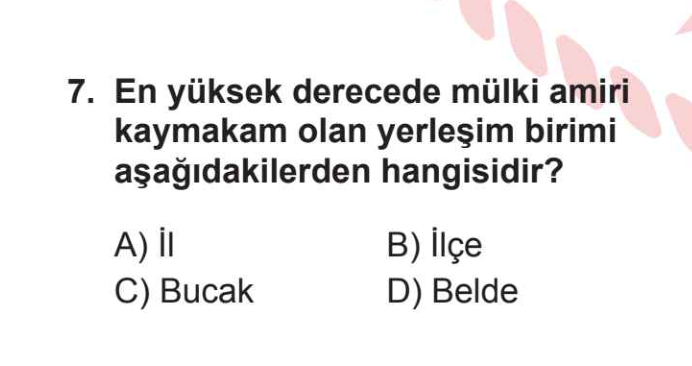 7. En yüksek derecede mülki amiri
kaymakam olan yerleşim birimi
aşağıdakilerden hangisidir?
A) İl B) İlçe
C) Bucak D) Belde